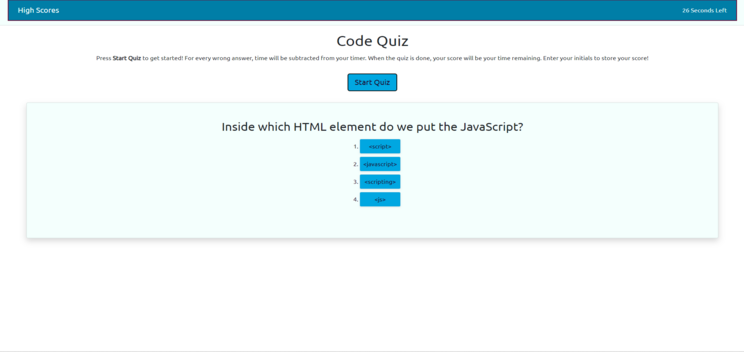 High Scores
26 Seconds Left
Code Quiz
Press Start Quiz to get started! For every wrong answer, time will be subtracted from your timer. When the quiz is done, your score will be your time remaining. Enter your initials to store your score!
Start Quiz
Inside which HTML element do we put the JavaScript?
1. <script>
2. <javascript>
3. <scripting>
4. <js>